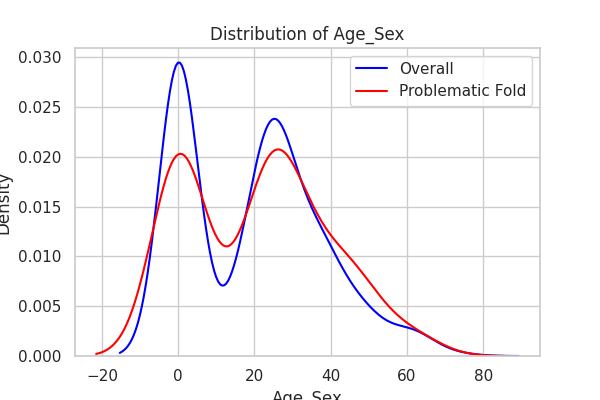 Distribution of Age_Sex
Overall
Problematic Fold
Density
0.030
0.025
0.020
0.015
0.010
0.005
0.000
−20
0
20
40
60
80
Age_Sex